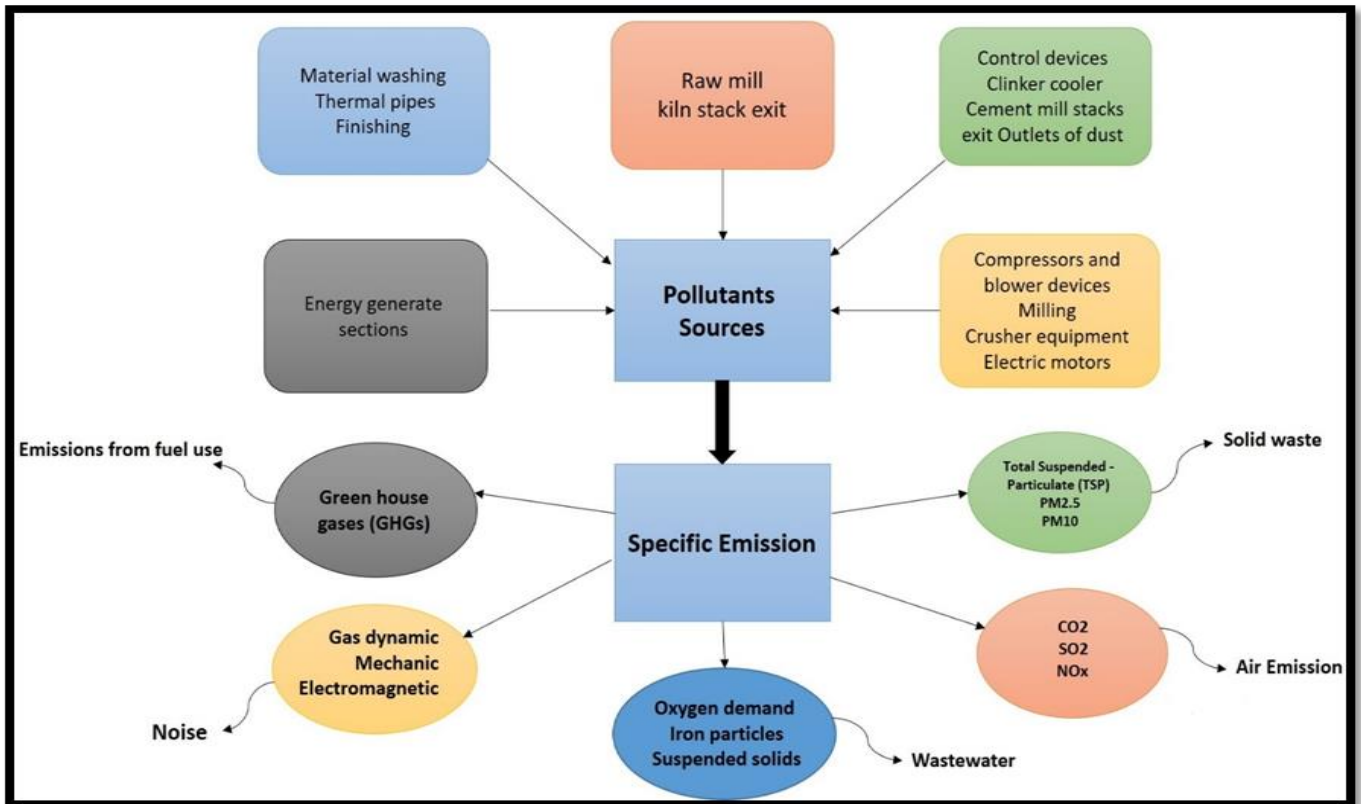 Material washing
Thermal pipes
Finishing
Raw mill
kiln stack exit
Control devices
Clinker cooler
Cement mill stacks
exit Outlets of dust
Energy generate
sections
Pollutants
Sources
Compressors and
blower devices
Milling
Crusher equipment
Electric motors
Emissions from fuel use
Green house
gases (GHGs)
Specific Emission
Total Suspended -
Particulate (TSP)
PM2.5
PM10
Solid waste
Gas dynamic
Mechanic
Electromagnetic
Noise
Oxygen demand
Iron particles
Suspended solids
Wastewater
CO2
SO2
NOx
Air Emission